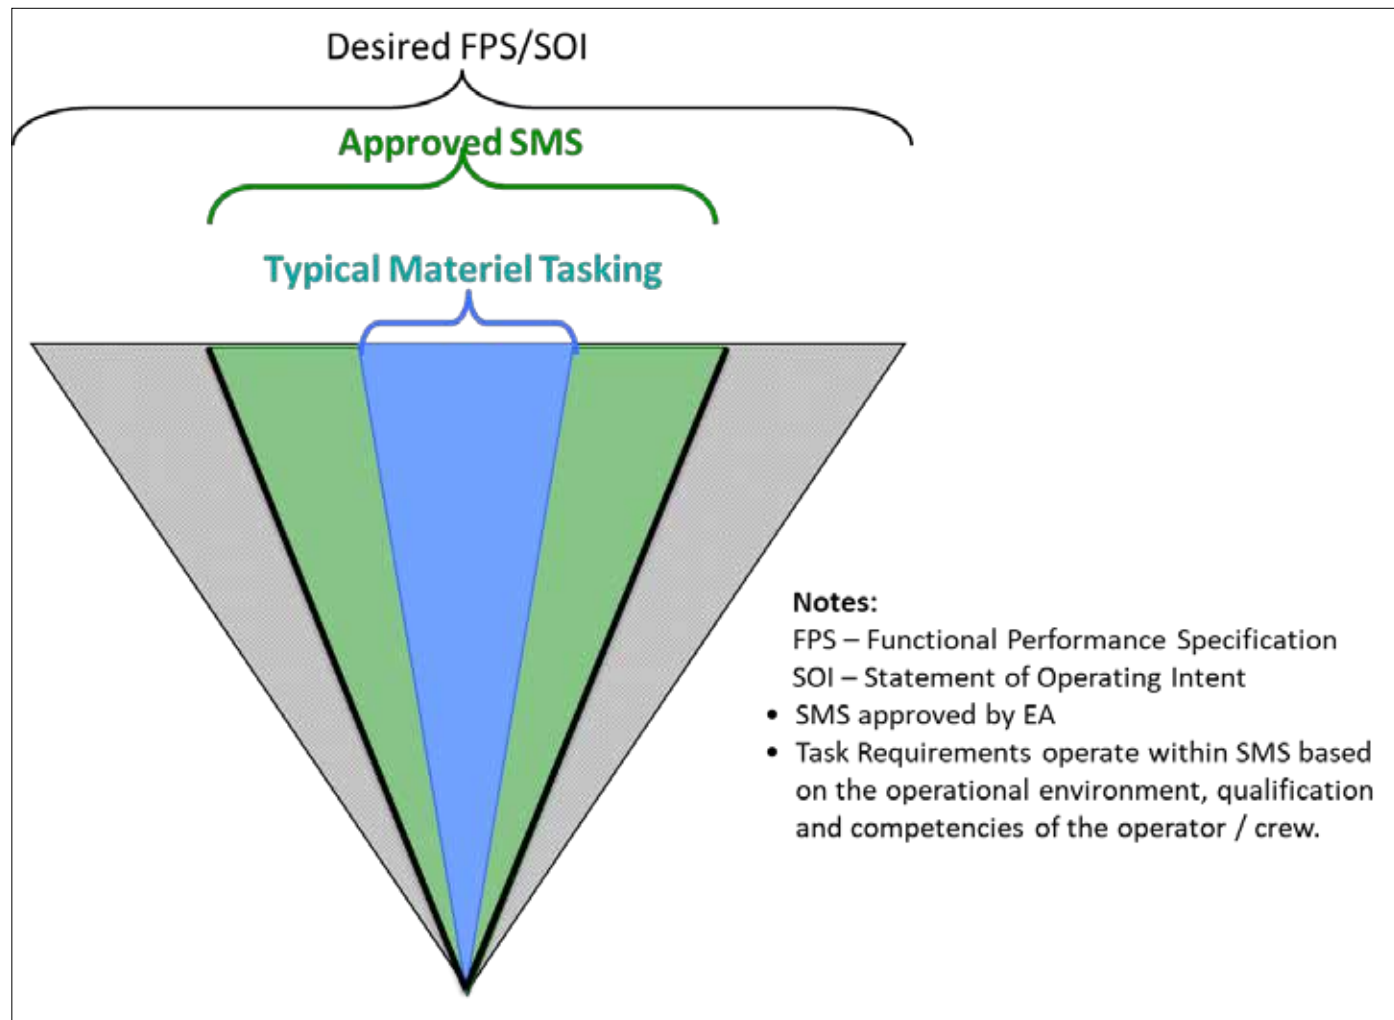 Desired FPS/SOI
Approved SMS
Typical Materiel Tasking
Notes:
FPS – Functional Performance Specification
SOI – Statement of Operating Intent
• SMS approved by EA
• Task Requirements operate within SMS based
on the operational environment, qualification
and competencies of the operator / crew.